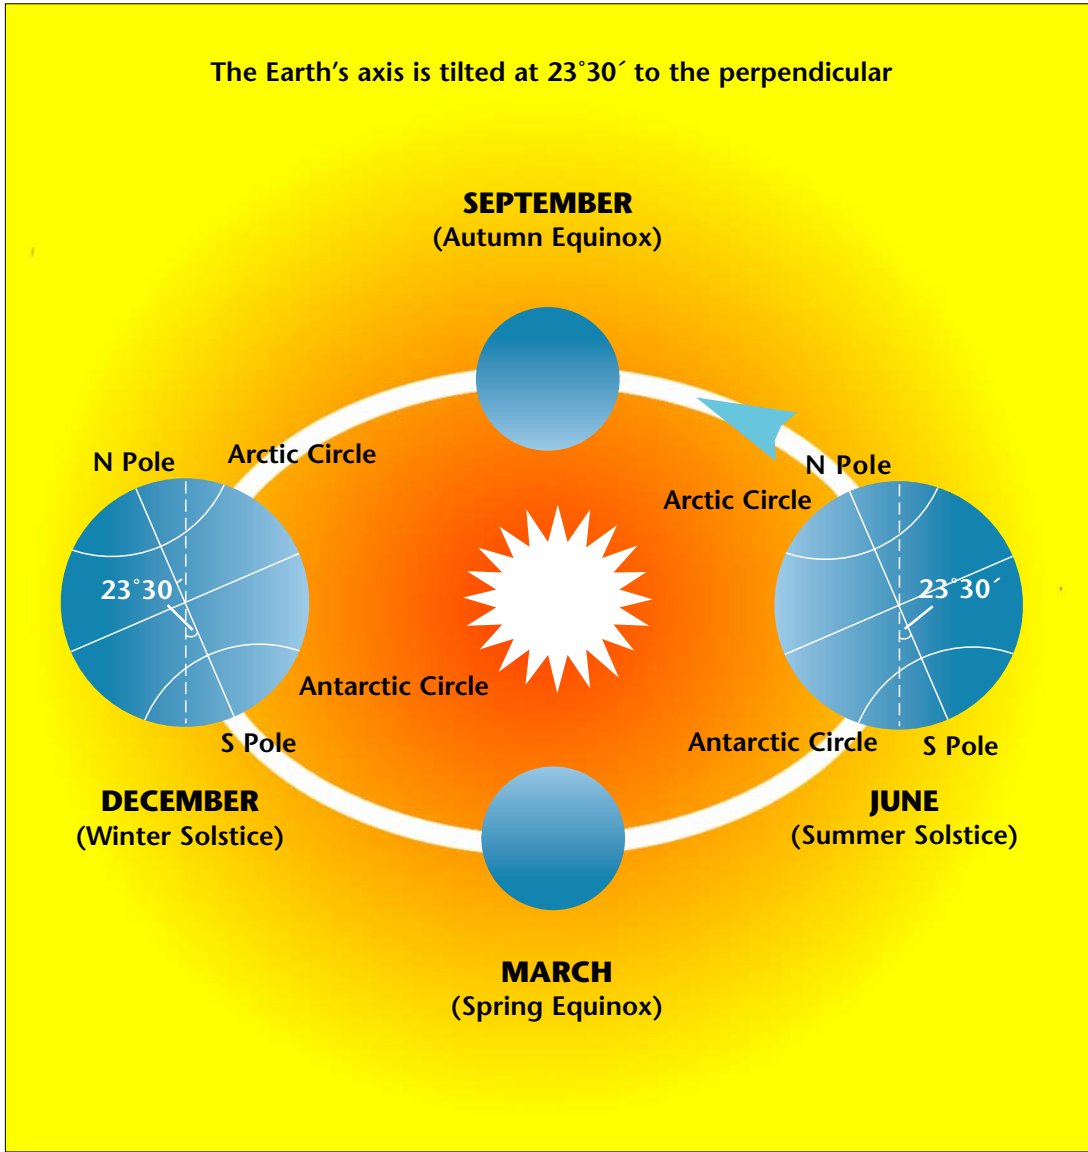 The Earth's axis is tilted at 23°30´ to the perpendicular
SEPTEMBER
(Autumn Equinox)
N Pole
Arctic Circle
23°30´
Antarctic Circle
S Pole
DECEMBER
(Winter Solstice)
N Pole
Arctic Circle
23°30´
Antarctic Circle
S Pole
JUNE
(Summer Solstice)
MARCH
(Spring Equinox)